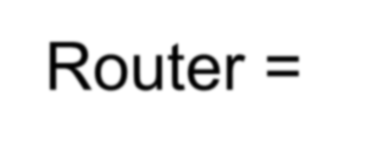 Router =